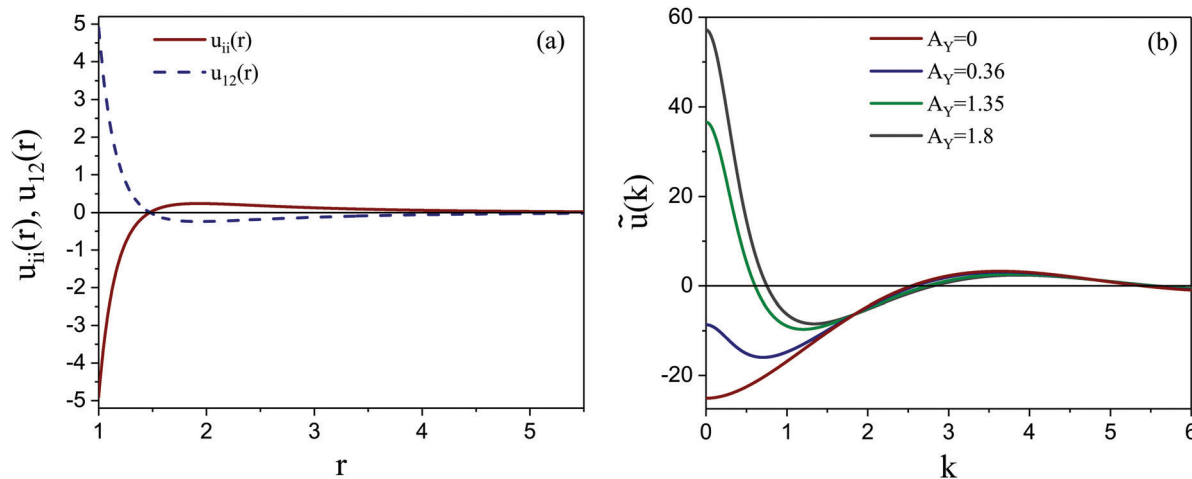 5
4
3
2
1
0
-1
-2
-3
-4
-5
u_ii(r), u_12(r)
u_ii(r)
u_12(r)
(a)
1
2
3
4
5
r
60
40
20
0
-20
ũ(k)
A_Y=0
A_Y=0.36
A_Y=1.35
A_Y=1.8
(b)
0
1
2
3
4
5
6
k